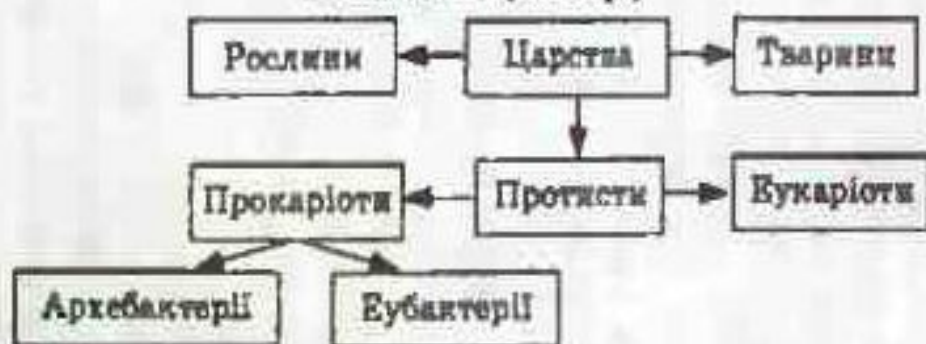 Рослини Царства Тварини
Прокаріоти Протисти Еукаріоти
Архебактерії Еубактерії